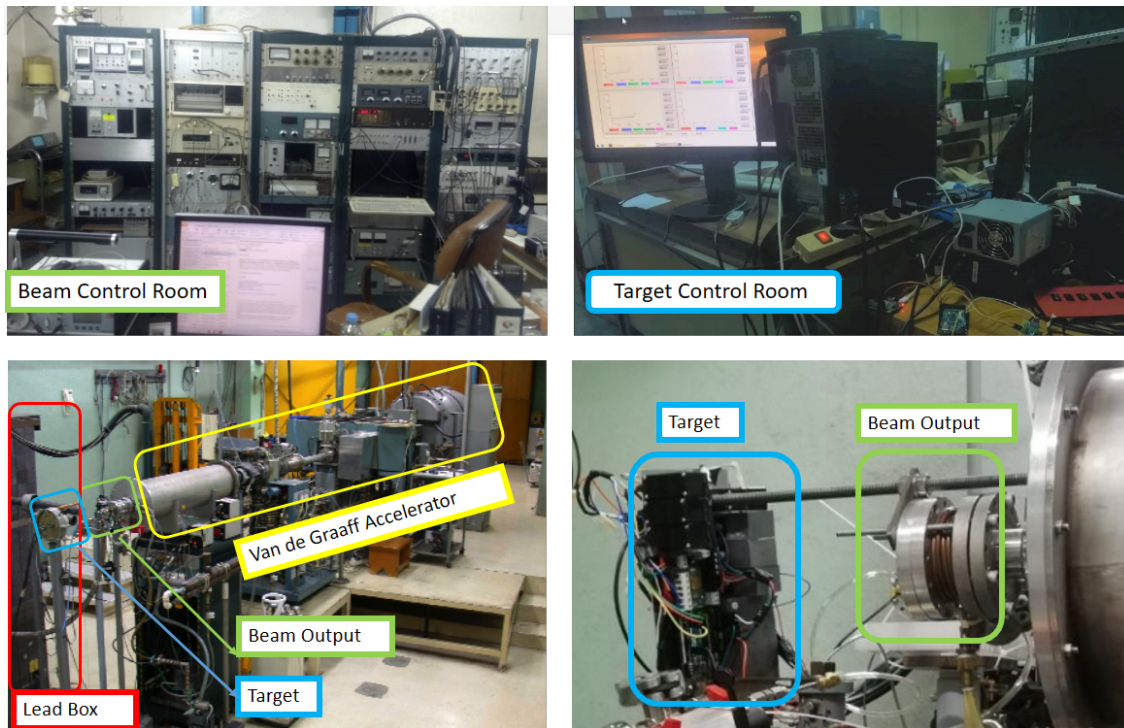 Beam Control Room
Target Control Room
Target
Beam Output
Van de Graaff Accelerator
Beam Output
Target
Lead Box